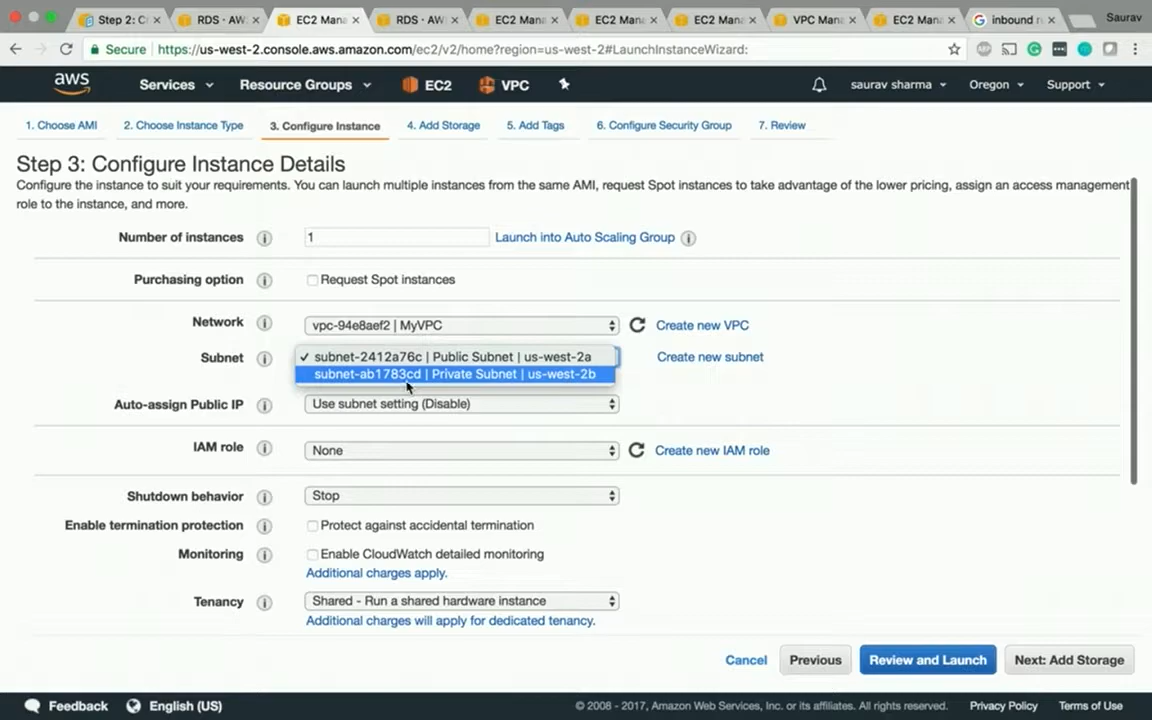 Step 2: C
RDS · AW
EC2 Mana
RDS · AW
EC2 Mana
EC2 Mana
EC2 Mana
VPC Mana
EC2 Mana
inbound r
Saurav
Secure
https://us-west-2.console.aws.amazon.com/ec2/v2/home?region=us-west-2#LaunchInstanceWizard:
aws
Services
Resource Groups
EC2
VPC
saurav sharma
Oregon
Support
1. Choose AMI
2. Choose Instance Type
3. Configure Instance
4. Add Storage
5. Add Tags
6. Configure Security Group
7. Review
Step 3: Configure Instance Details
Configure the instance to suit your requirements. You can launch multiple instances from the same AMI, request Spot instances to take advantage of the lower pricing, assign an access management
role to the instance, and more.
Number of instances
1
Launch into Auto Scaling Group
Purchasing option
Request Spot instances
Network
vpc-94e8aef2 | MyVPC
Create new VPC
Subnet
subnet-2412a76c | Public Subnet | us-west-2a
Create new subnet
subnet-ab1783cd | Private Subnet | us-west-2b
Auto-assign Public IP
Use subnet setting (Disable)
IAM role
None
Create new IAM role
Shutdown behavior
Stop
Enable termination protection
Protect against accidental termination
Monitoring
Enable CloudWatch detailed monitoring
Additional charges apply.
Tenancy
Shared - Run a shared hardware instance
Additional charges will apply for dedicated tenancy.
Cancel
Previous
Review and Launch
Next: Add Storage
Feedback
English (US)
© 2008 - 2017, Amazon Web Services, Inc. or its affiliates. All rights reserved.
Privacy Policy
Terms of Use